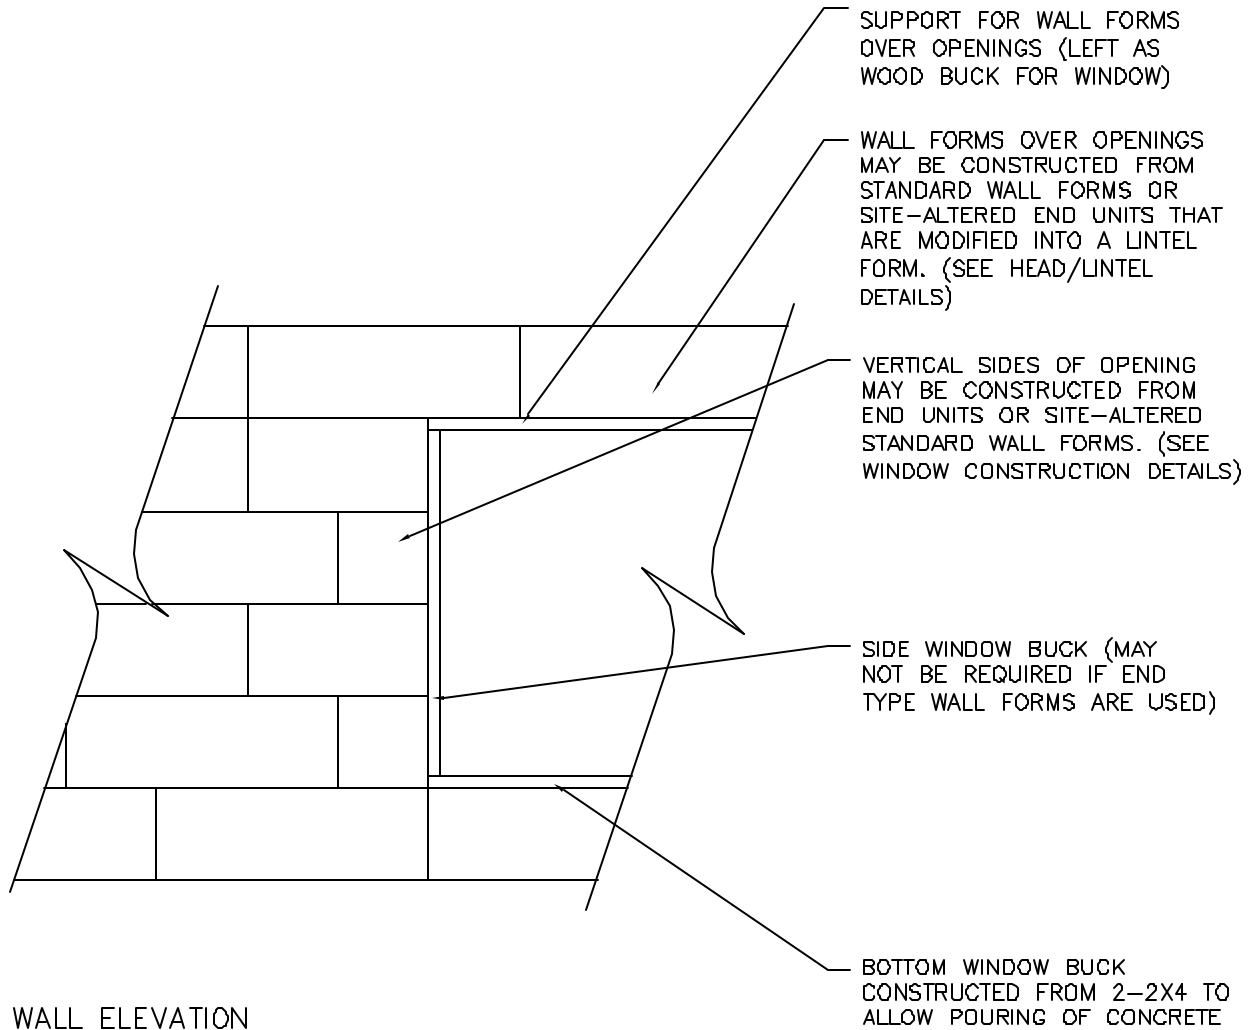 SUPPORT FOR WALL FORMS
OVER OPENINGS (LEFT AS
WOOD BUCK FOR WINDOW)
WALL FORMS OVER OPENINGS
MAY BE CONSTRUCTED FROM
STANDARD WALL FORMS OR
SITE-ALTERED END UNITS THAT
ARE MODIFIED INTO A LINTEL
FORM. (SEE HEAD/LINTEL
DETAILS)
VERTICAL SIDES OF OPENING
MAY BE CONSTRUCTED FROM
END UNITS OR SITE-ALTERED
STANDARD WALL FORMS. (SEE
WINDOW CONSTRUCTION DETAILS)
SIDE WINDOW BUCK (MAY
NOT BE REQUIRED IF END
TYPE WALL FORMS ARE USED)
BOTTOM WINDOW BUCK
CONSTRUCTED FROM 2-2X4 TO
ALLOW POURING OF CONCRETE
WALL ELEVATION